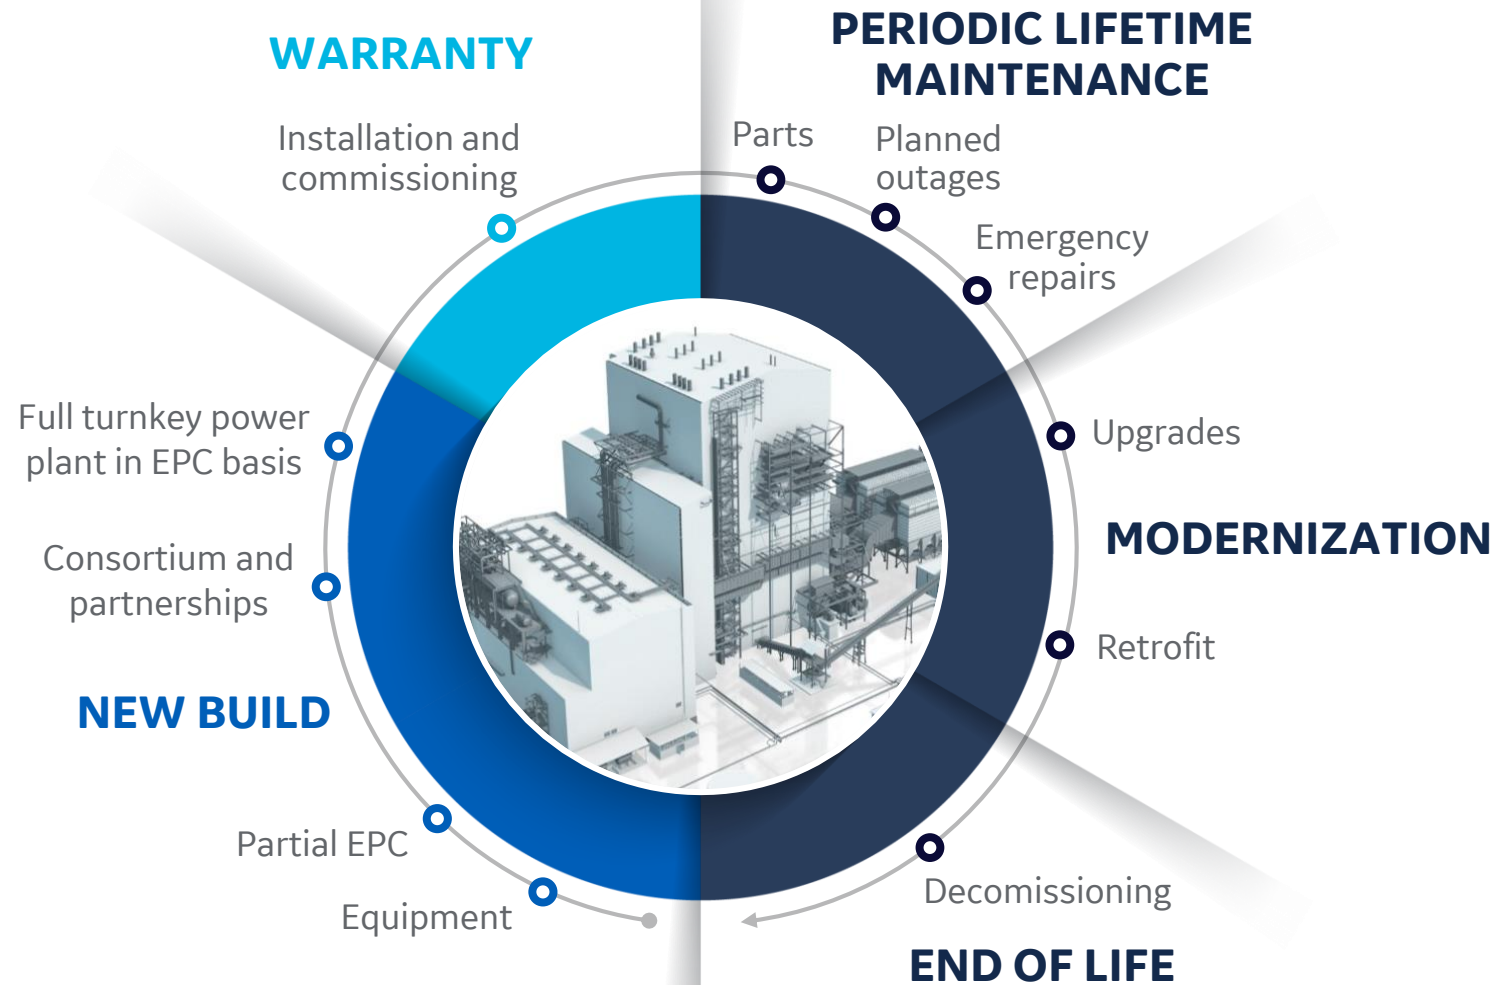 WARRANTY
Installation and
commissioning
PERIODIC LIFETIME
MAINTENANCE
Parts
Planned
outages
Emergency
repairs
Upgrades
MODERNIZATION
Retrofit
Decomissioning
END OF LIFE
Full turnkey power
plant in EPC basis
Consortium and
partnerships
NEW BUILD
Partial EPC
Equipment